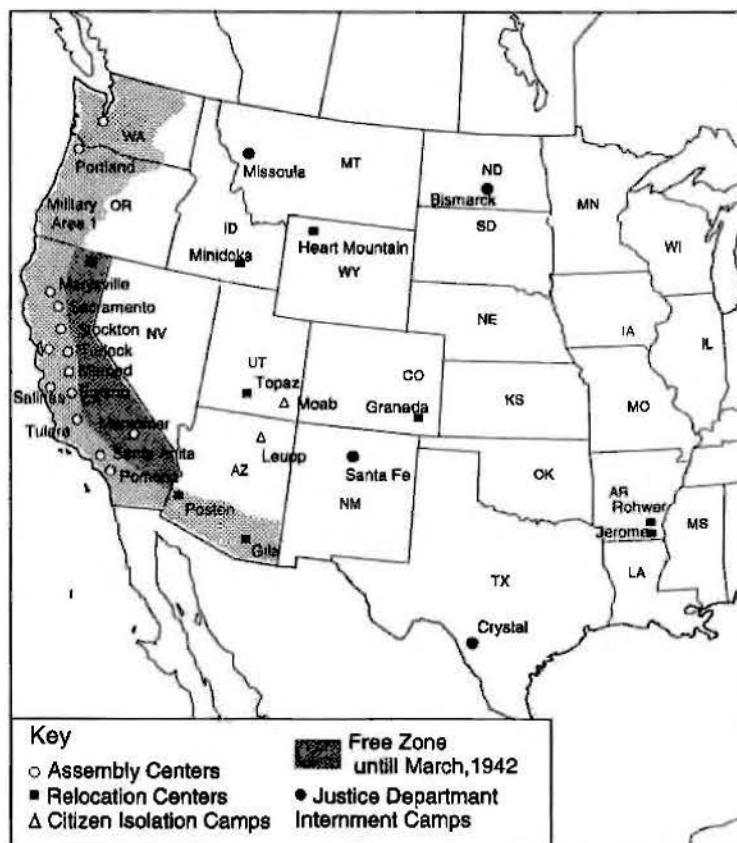 WA
Portland
Missoula
MT
ND
Bismarck
MN
Military
Area 1
OR
ID
Minidoka
Heart Mountain
WY
SD
WI
Marysville
Sacramento
Stockton
NV
Turlock
Merced
NE
IA
IL
UT
Topaz
Moab
CO
Granada
KS
MO
Salinas
Tulare
Manzanar
Santa Anita
Pomona
AZ
Leupp
Santa Fe
NM
OK
AR
Rohwer
Jerome
MS
Poston
Gila
LA
TX
Crystal
Key
Assembly Centers
Relocation Centers
Citizen Isolation Camps
Free Zone
untill March,1942
Justice Departmant
Internment Camps